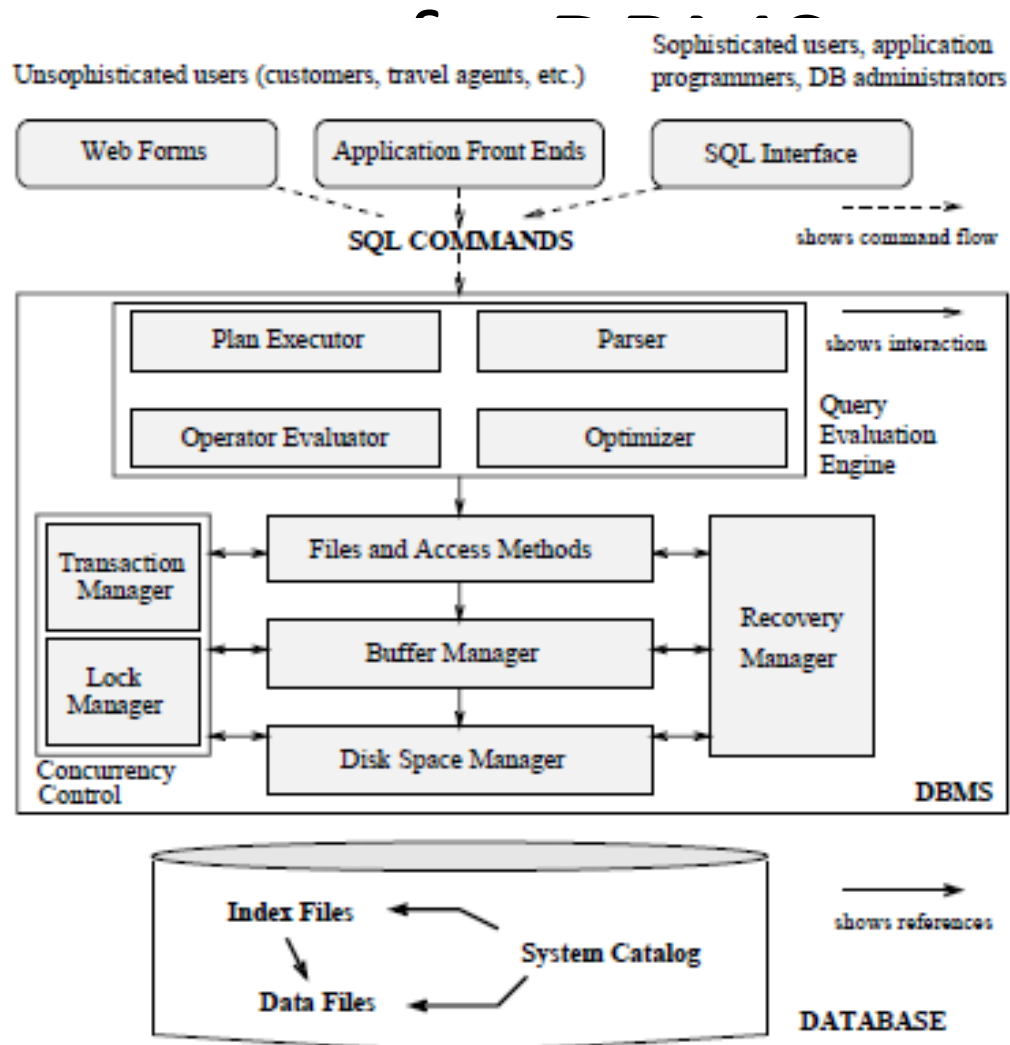 Sophisticated users, application
programmers, DB administrators
Unsophisticated users (customers, travel agents, etc.)
Web Forms
Application Front Ends
SQL Interface
SQL COMMANDS
shows command flow
Plan Executor
Parser
shows interaction
Operator Evaluator
Optimizer
Query
Evaluation
Engine
Transaction
Manager
Lock
Manager
Concurrency
Control
Files and Access Methods
Buffer Manager
Disk Space Manager
Recovery
Manager
DBMS
Index Files
System Catalog
Data Files
shows references
DATABASE